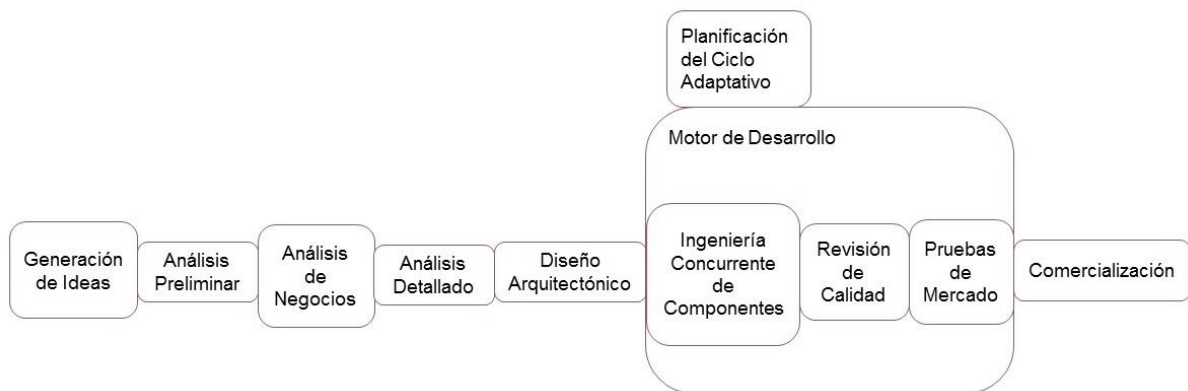 Planificación
del Ciclo
Adaptativo
Motor de Desarrollo
Generación
de Ideas
Análisis
Preliminar
Análisis
de
Negocios
Análisis
Detallado
Diseño
Arquitectónico
Ingeniería
Concurrente
de
Componentes
Revisión
de
Calidad
Pruebas
de
Mercado
Comercialización